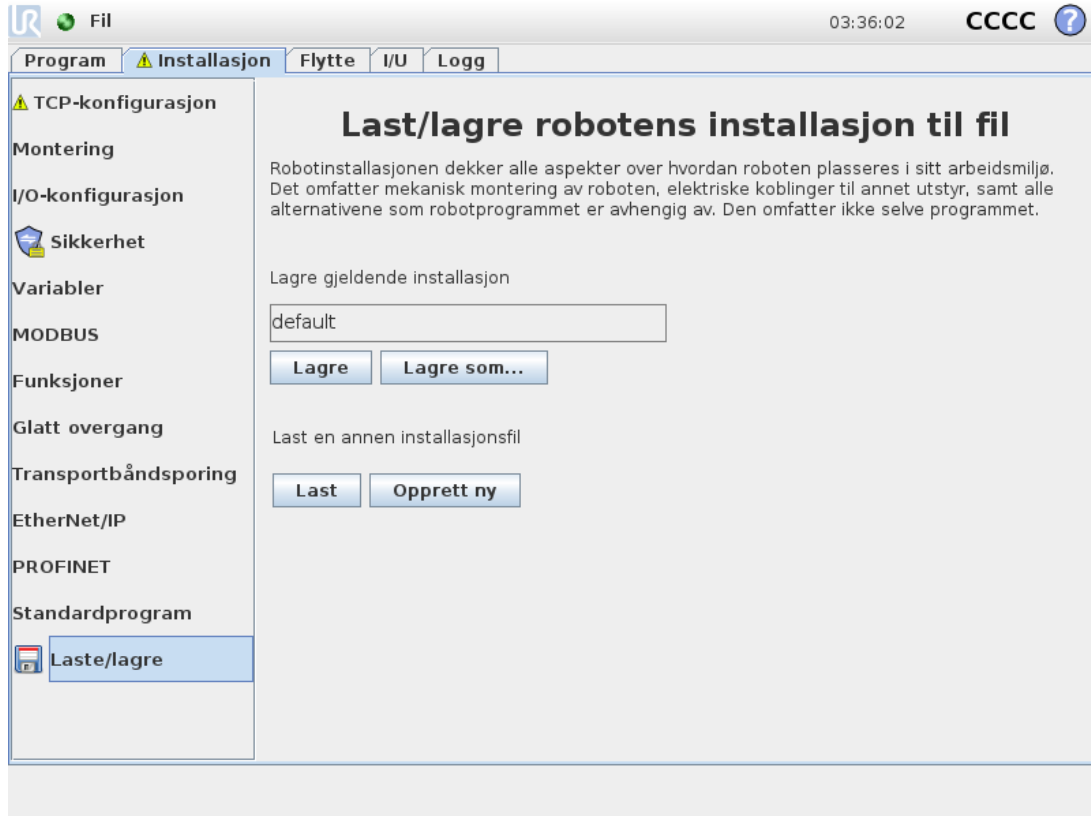 UR Fil 03:36:02 CCCC ?
Program Installasjon Flytte I/U Logg
TCP-konfigurasjon
Montering
I/O-konfigurasjon
Sikkerhet
Variabler
MODBUS
Funksjoner
Glatt overgang
Transportbåndsporing
EtherNet/IP
PROFINET
Standardprogram
Laste/lagre
Last/lagre robotens installasjon til fil
Robotinstallasjonen dekker alle aspekter over hvordan roboten plasseres i sitt arbeidsmiljø.
Det omfatter mekanisk montering av roboten, elektriske koblinger til annet utstyr, samt alle
alternativene som robotprogrammet er avhengig av. Den omfatter ikke selve programmet.
Lagre gjeldende installasjon
default
Lagre Lagre som...
Last en annen installasjonsfil
Last Opprett ny